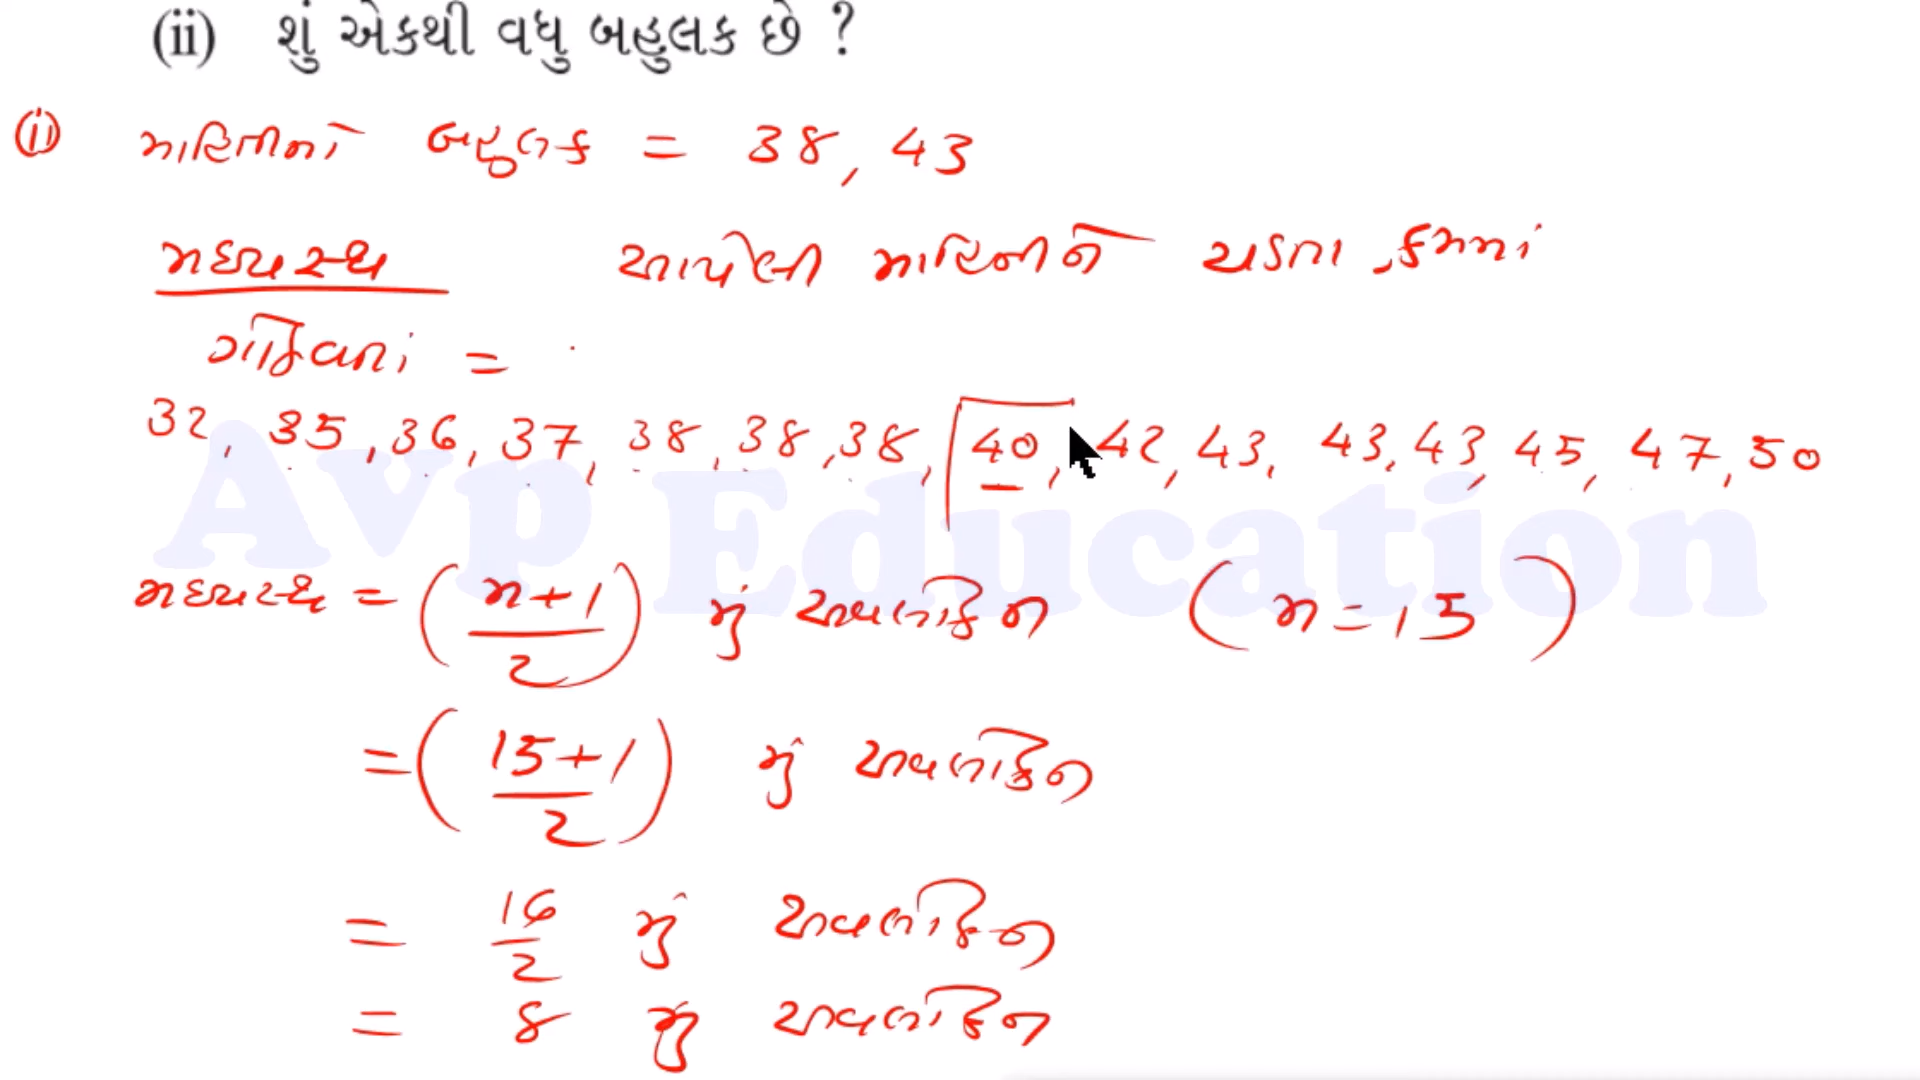 (ii) શું એકથી વધુ બહુલક છે ?
(i) માહિતીનો બહુલક = 38, 43
મધ્યસ્થ આપેલી માહિતીને ચડતા ક્રમમાં
ગોઠવતાં =
32, 35, 36, 37, 38, 38, 38, 40, 42, 43, 43, 43, 45, 47, 50
Avp Education
મધ્યસ્થ = (n+1/2) મું અવલોકન (n=15)
= (15+1/2) મું અવલોકન
= 16/2 મું અવલોકન
= 8 મું અવલોકન